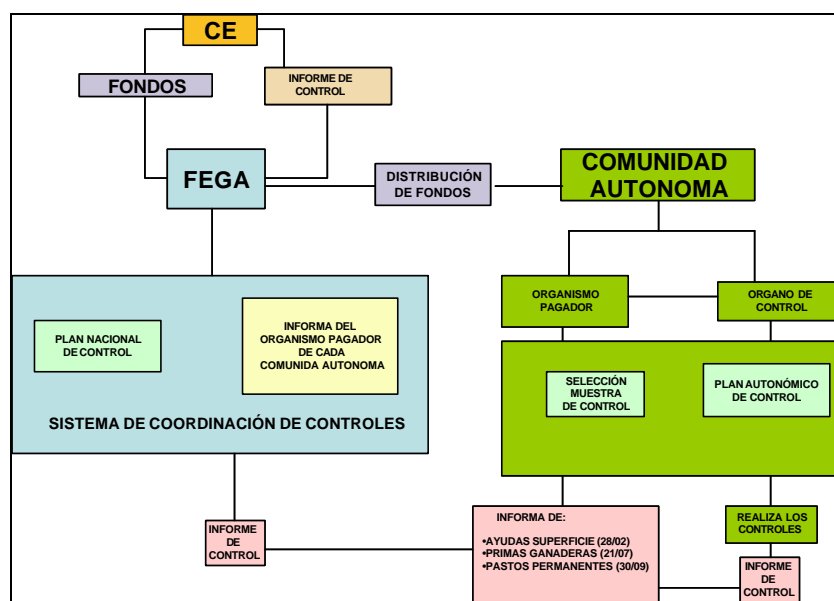 CE
FONDOS
INFORME DE
CONTROL
FEGA
DISTRIBUCIÓN
DE FONDOS
COMUNIDAD
AUTONOMA
ORGANISMO
PAGADOR
ORGANO DE
CONTROL
PLAN NACIONAL
DE CONTROL
INFORMA DEL
ORGANISMO PAGADOR
DE CADA
COMUNIDA AUTONOMA
SISTEMA DE COORDINACIÓN DE CONTROLES
SELECCIÓN
MUESTRA
DE CONTROL
PLAN AUTONÓMICO
DE CONTROL
INFORME
DE
CONTROL
INFORMA DE:
•AYUDAS SUPERFICIE (28/02)
•PRIMAS GANADERAS (21/07)
•PASTOS PERMANENTES (30/09)
REALIZA LOS
CONTROLES
INFORME
DE
CONTROL